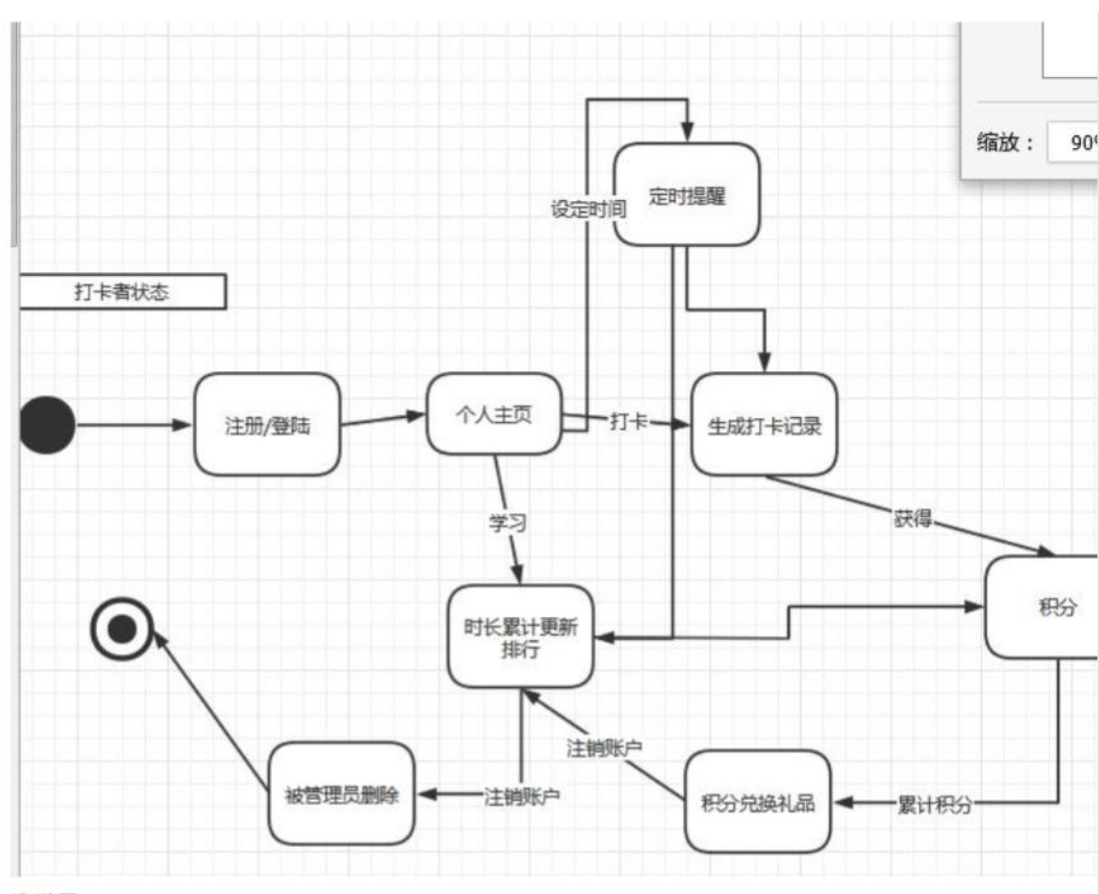 缩放：
定时提醒
设定时间
打卡者状态
注册/登陆
个人主页
打卡
生成打卡记录
学习
获得
时长累计更新
排行
积分
注销账户
被管理员删除
注销账户
积分兑换礼品
累计积分